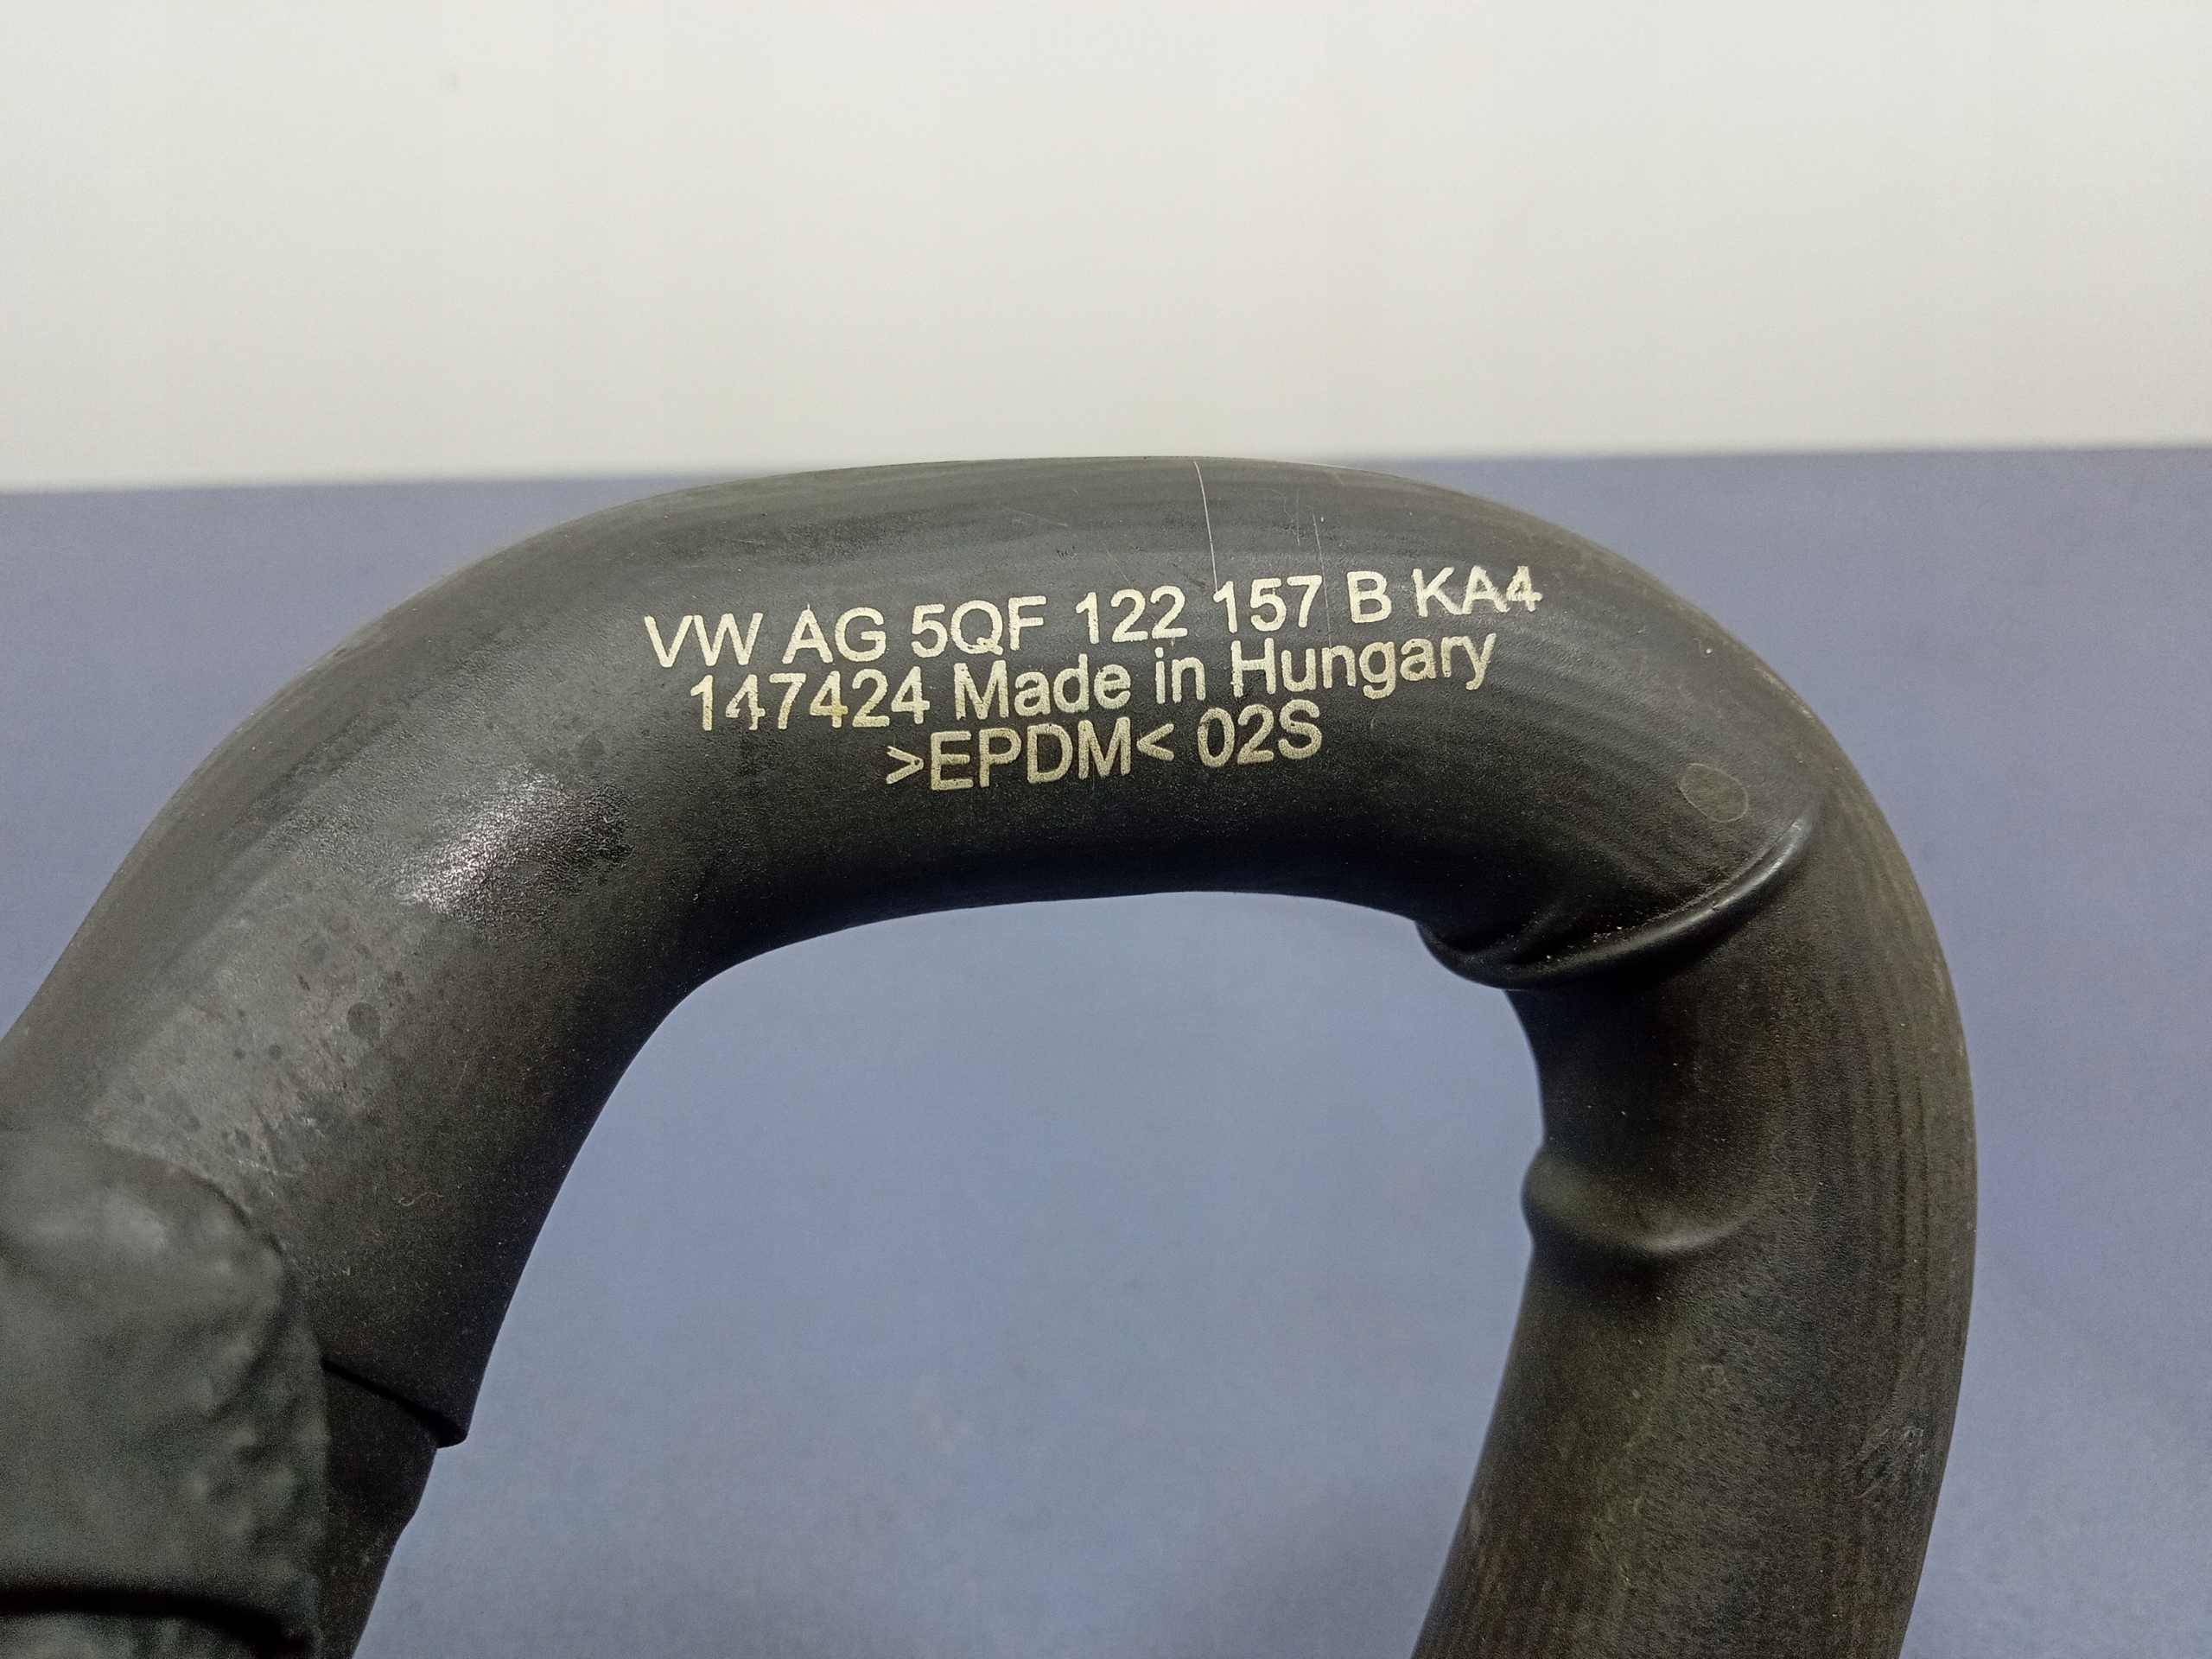 VW AG 5QF 122 157 B KA4
147424 Made in Hungary
>EPDM< 02S